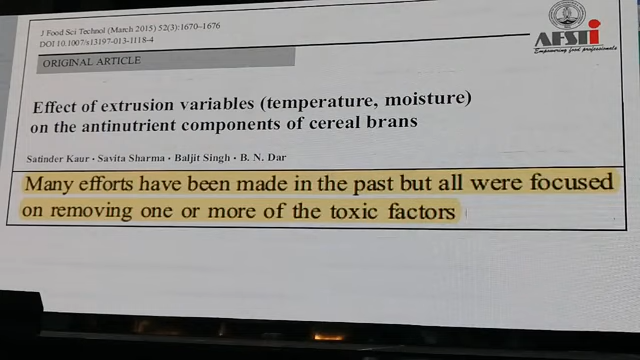 J Food Sci Technol (March 2015) 52(3):1670–1676
DOI 10.1007/s13197-013-1118-4
AFSTi
Empowering food professionals
ORIGINAL ARTICLE
Effect of extrusion variables (temperature, moisture)
on the antinutrient components of cereal brans
Satinder Kaur · Savita Sharma · Baljit Singh · B. N. Dar
Many efforts have been made in the past but all were focused
on removing one or more of the toxic factors